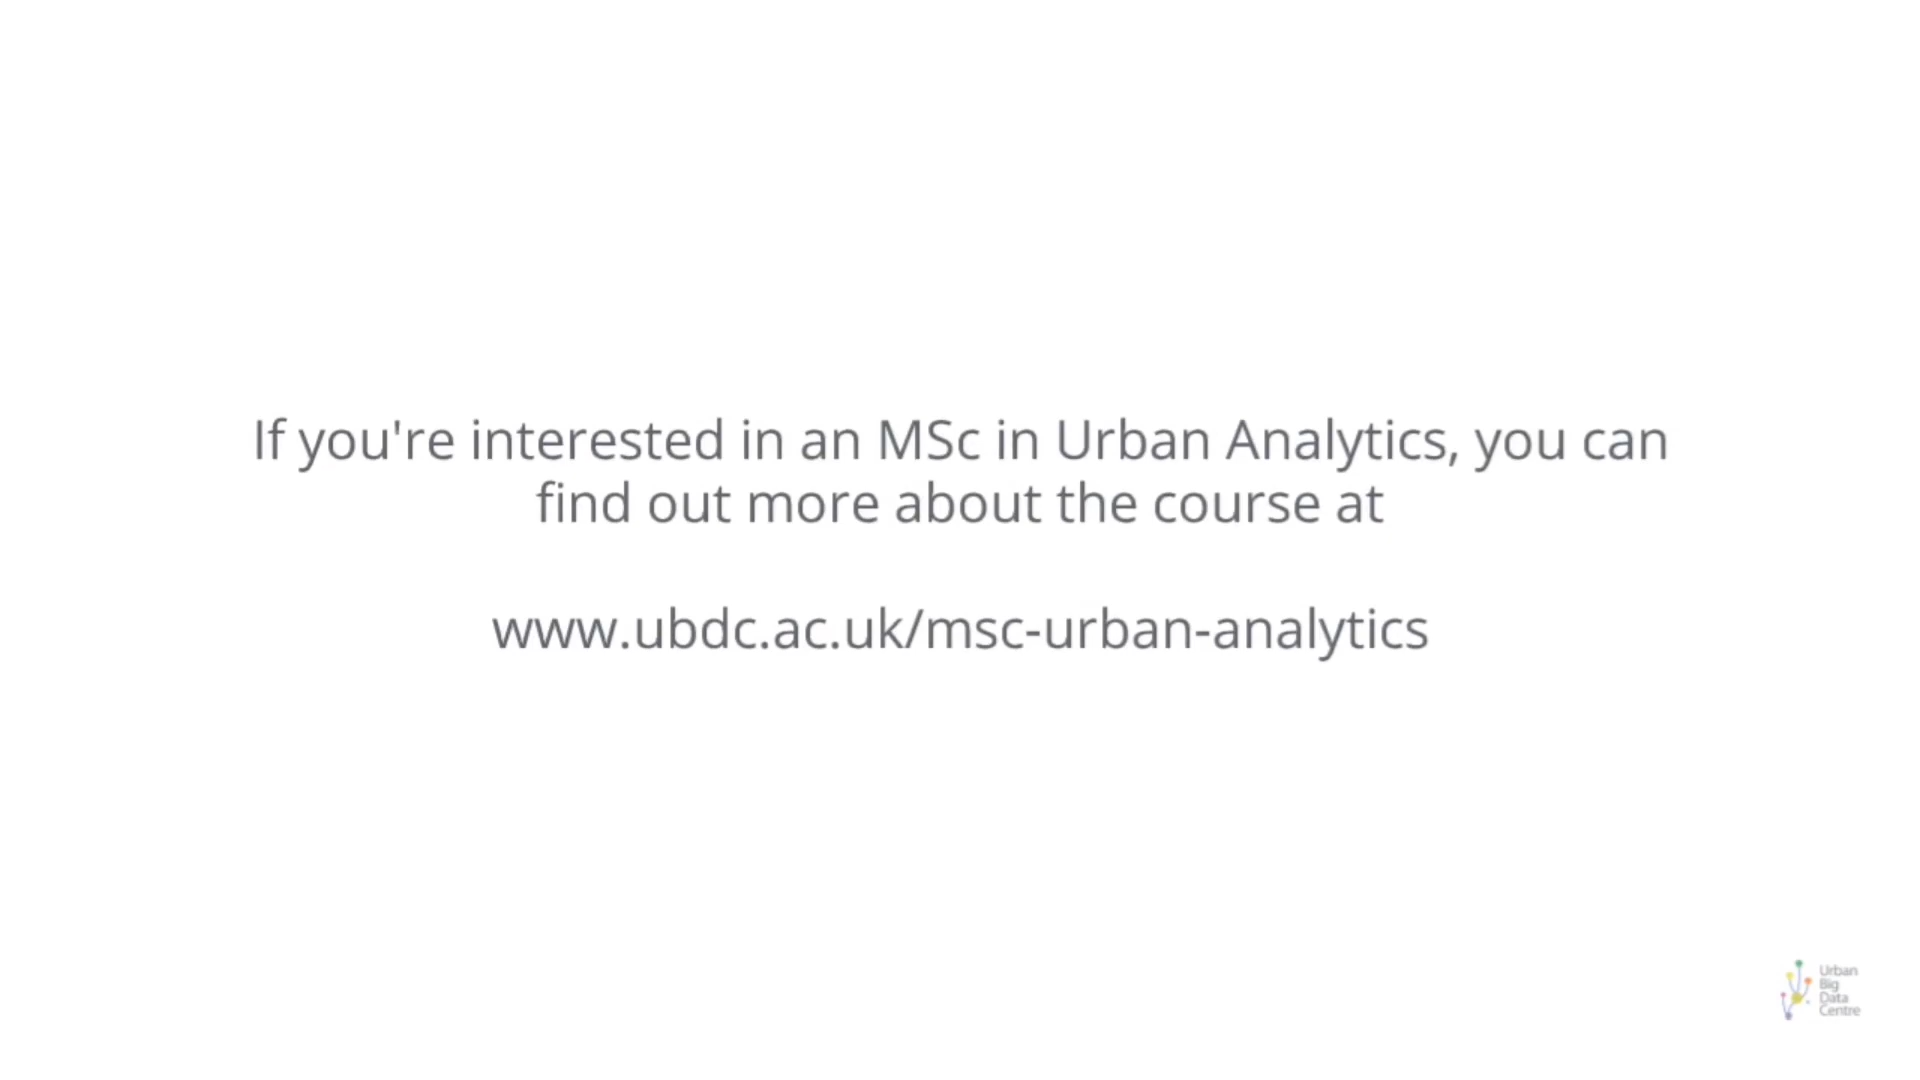 If you're interested in an MSc in Urban Analytics, you can
find out more about the course at
www.ubdc.ac.uk/msc-urban-analytics
Urban
Big
Data
Centre